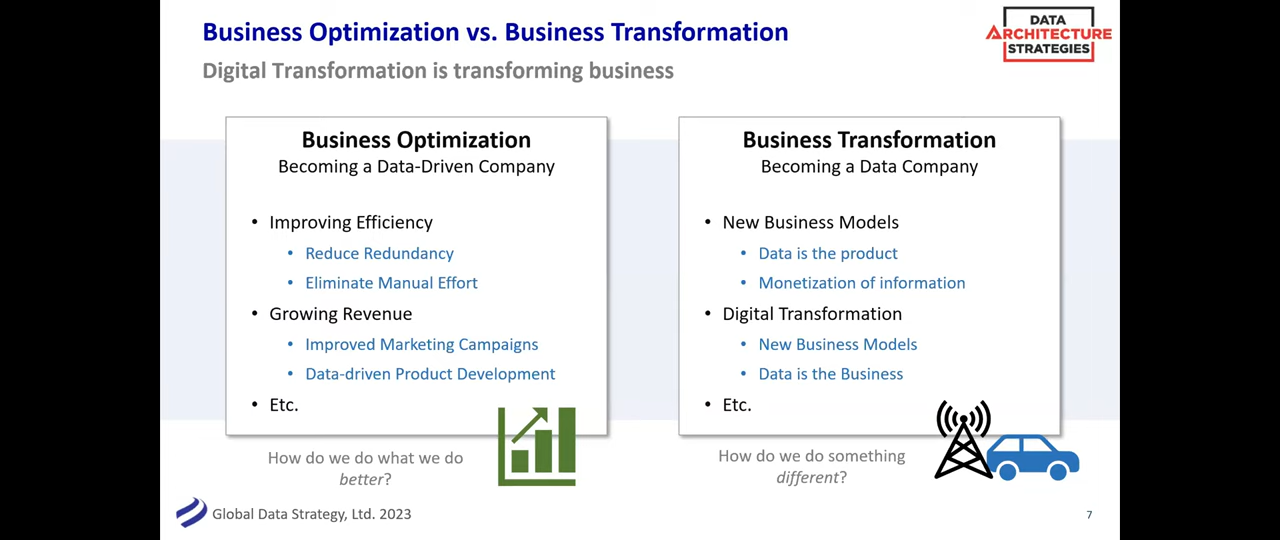 Business Optimization vs. Business Transformation
Digital Transformation is transforming business
DATA
ARCHITECTURE
STRATEGIES
Business Optimization
Becoming a Data-Driven Company
• Improving Efficiency
• Reduce Redundancy
• Eliminate Manual Effort
• Growing Revenue
• Improved Marketing Campaigns
• Data-driven Product Development
• Etc.
How do we do what we do
better?
Business Transformation
Becoming a Data Company
• New Business Models
• Data is the product
• Monetization of information
• Digital Transformation
• New Business Models
• Data is the Business
• Etc.
How do we do something
different?
Global Data Strategy, Ltd. 2023
7